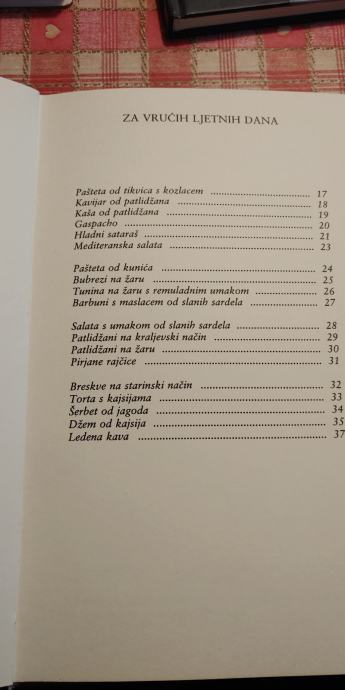 ZA VRUĆIH LJETNIH DANA
Pašteta od tikvica s kozlacem ........................ 17
Kavijar od patlidžana ........................ 18
Kaša od patlidžana ........................ 19
Gaspacho ........................ 20
Hladni sataraš ........................ 21
Mediteranska salata ........................ 23
Pašteta od kunića ........................ 24
Bubrezi na žaru ........................ 25
Tunina na žaru s remuladnim umakom ........................ 26
Barbuni s maslacem od slanih sardela ........................ 27
Salata s umakom od slanih sardela ........................ 28
Patlidžani na kraljevski način ........................ 29
Patlidžani na žaru ........................ 30
Pirjane rajčice ........................ 31
Breskve na starinski način ........................ 32
Torta s kajsijama ........................ 33
Šerbet od jagoda ........................ 34
Džem od kajsija ........................ 35
Ledena kava ........................ 37